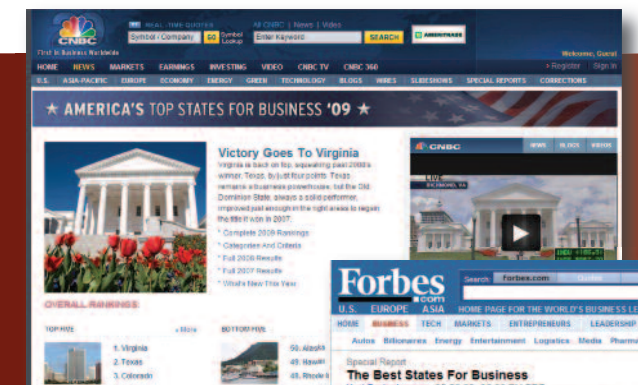 REAL-TIME QUOTES
All CNBC | News | Video
CNBC
Symbol / Company GO Symbol Lookup Enter Keyword SEARCH AMERITRADE
First in Business Worldwide
Welcome, Guest
HOME NEWS MARKETS EARNINGS INVESTING VIDEO CNBC TV CNBC 360
> Register | Sign In
U.S. ASIA-PACIFIC EUROPE ECONOMY ENERGY GREEN TECHNOLOGY BLOGS WIRES SLIDESHOWS SPECIAL REPORTS CORRECTIONS
★ AMERICA'S TOP STATES FOR BUSINESS '09 ★
Victory Goes To Virginia
Virginia is back on top, squeaking past 2008's
winner, Texas, by just four points. Texas
remains a business powerhouse, but the Old
Dominion State, always a solid performer,
improved just enough in the right areas to regain
the title it won in 2007.
* Complete 2009 Rankings
* Categories And Criteria
* Full 2008 Results
* Full 2007 Results
* What's New This Year
CNBC NEWS BLOGS VIDEOS
LIVE
RICHMOND, VA
OVERALL RANKINGS
TOP FIVE » More
1. Virginia
2. Texas
3. Colorado
BOTTOM FIVE
50. Alaska
49. Hawaii
48. Rhode I
Forbes
.com
Search forbes.com Quotes
U.S. EUROPE ASIA HOME PAGE FOR THE WORLD'S BUSINESS LE
HOME BUSINESS TECH MARKETS ENTREPRENEURS LEADERSHIP
Autos Billionaires Energy Entertainment Logistics Media Pharma
Special Report
The Best States For Business